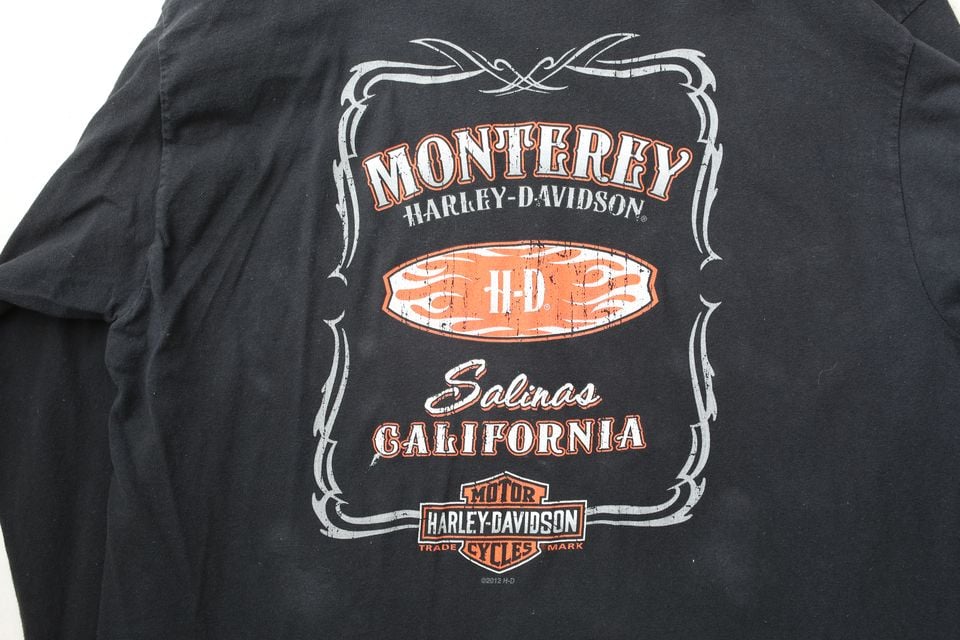 MONTEREY
HARLEY-DAVIDSON®
H-D®
Salinas
CALIFORNIA
MOTOR
HARLEY-DAVIDSON
TRADE CYCLES MARK
©2012 H-D